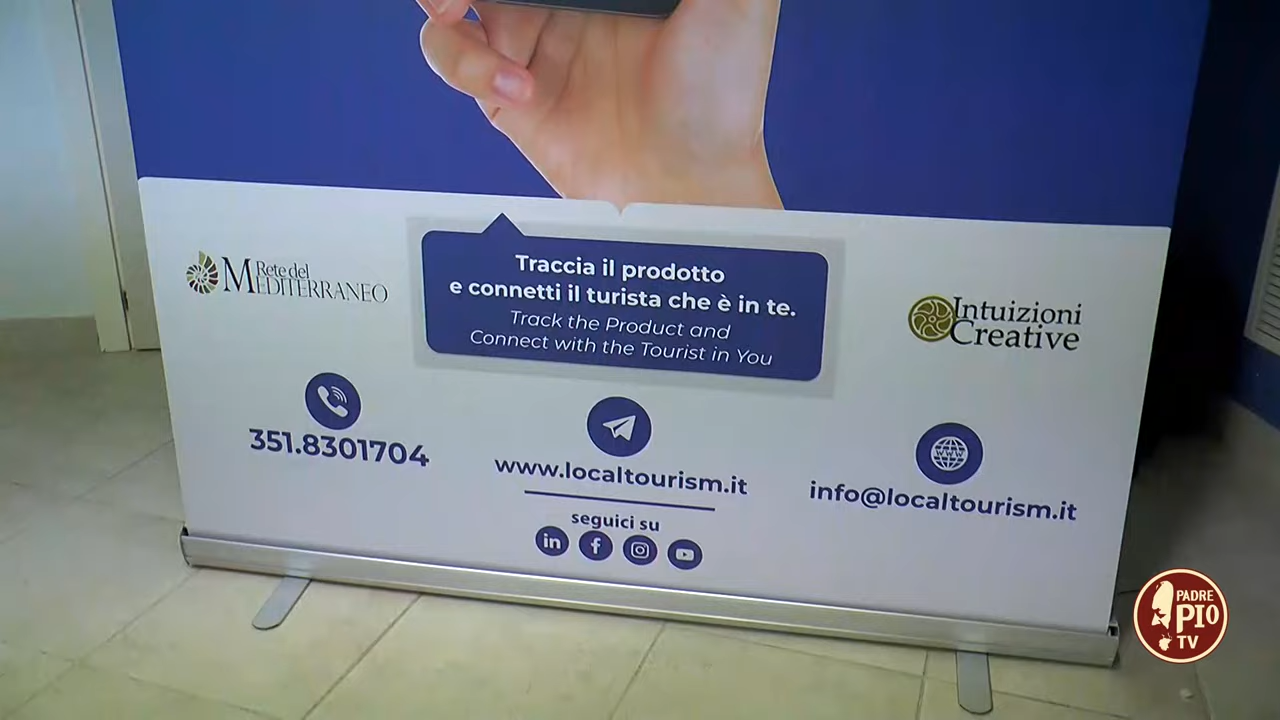 Traccia il prodotto
e connetti il turista che è in te.
Track the Product and
Connect with the Tourist in You
Rete del
MEDITERRANEO
Intuizioni
Creative
351.8301704
www.localtourism.it
WWW
info@localtourism.it
seguici su
in
f
PADRE
PIO
TV